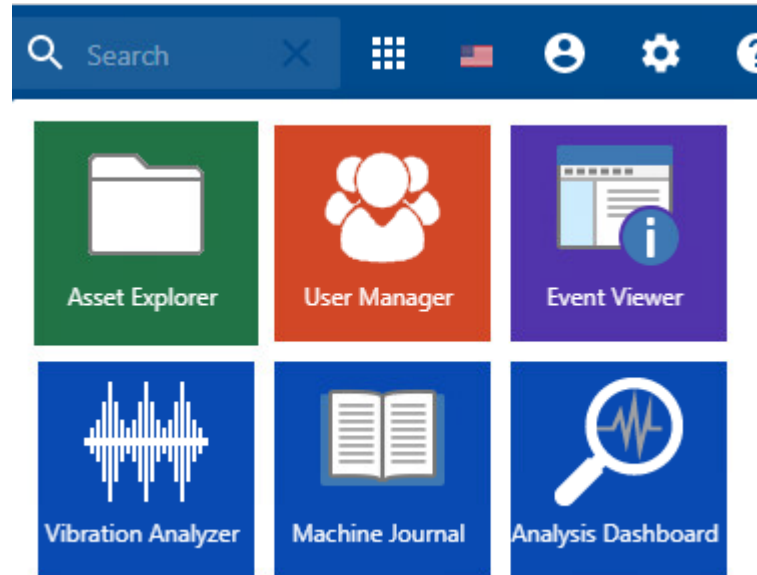 Search
Asset Explorer
User Manager
Event Viewer
i
Vibration Analyzer
Machine Journal
Analysis Dashboard